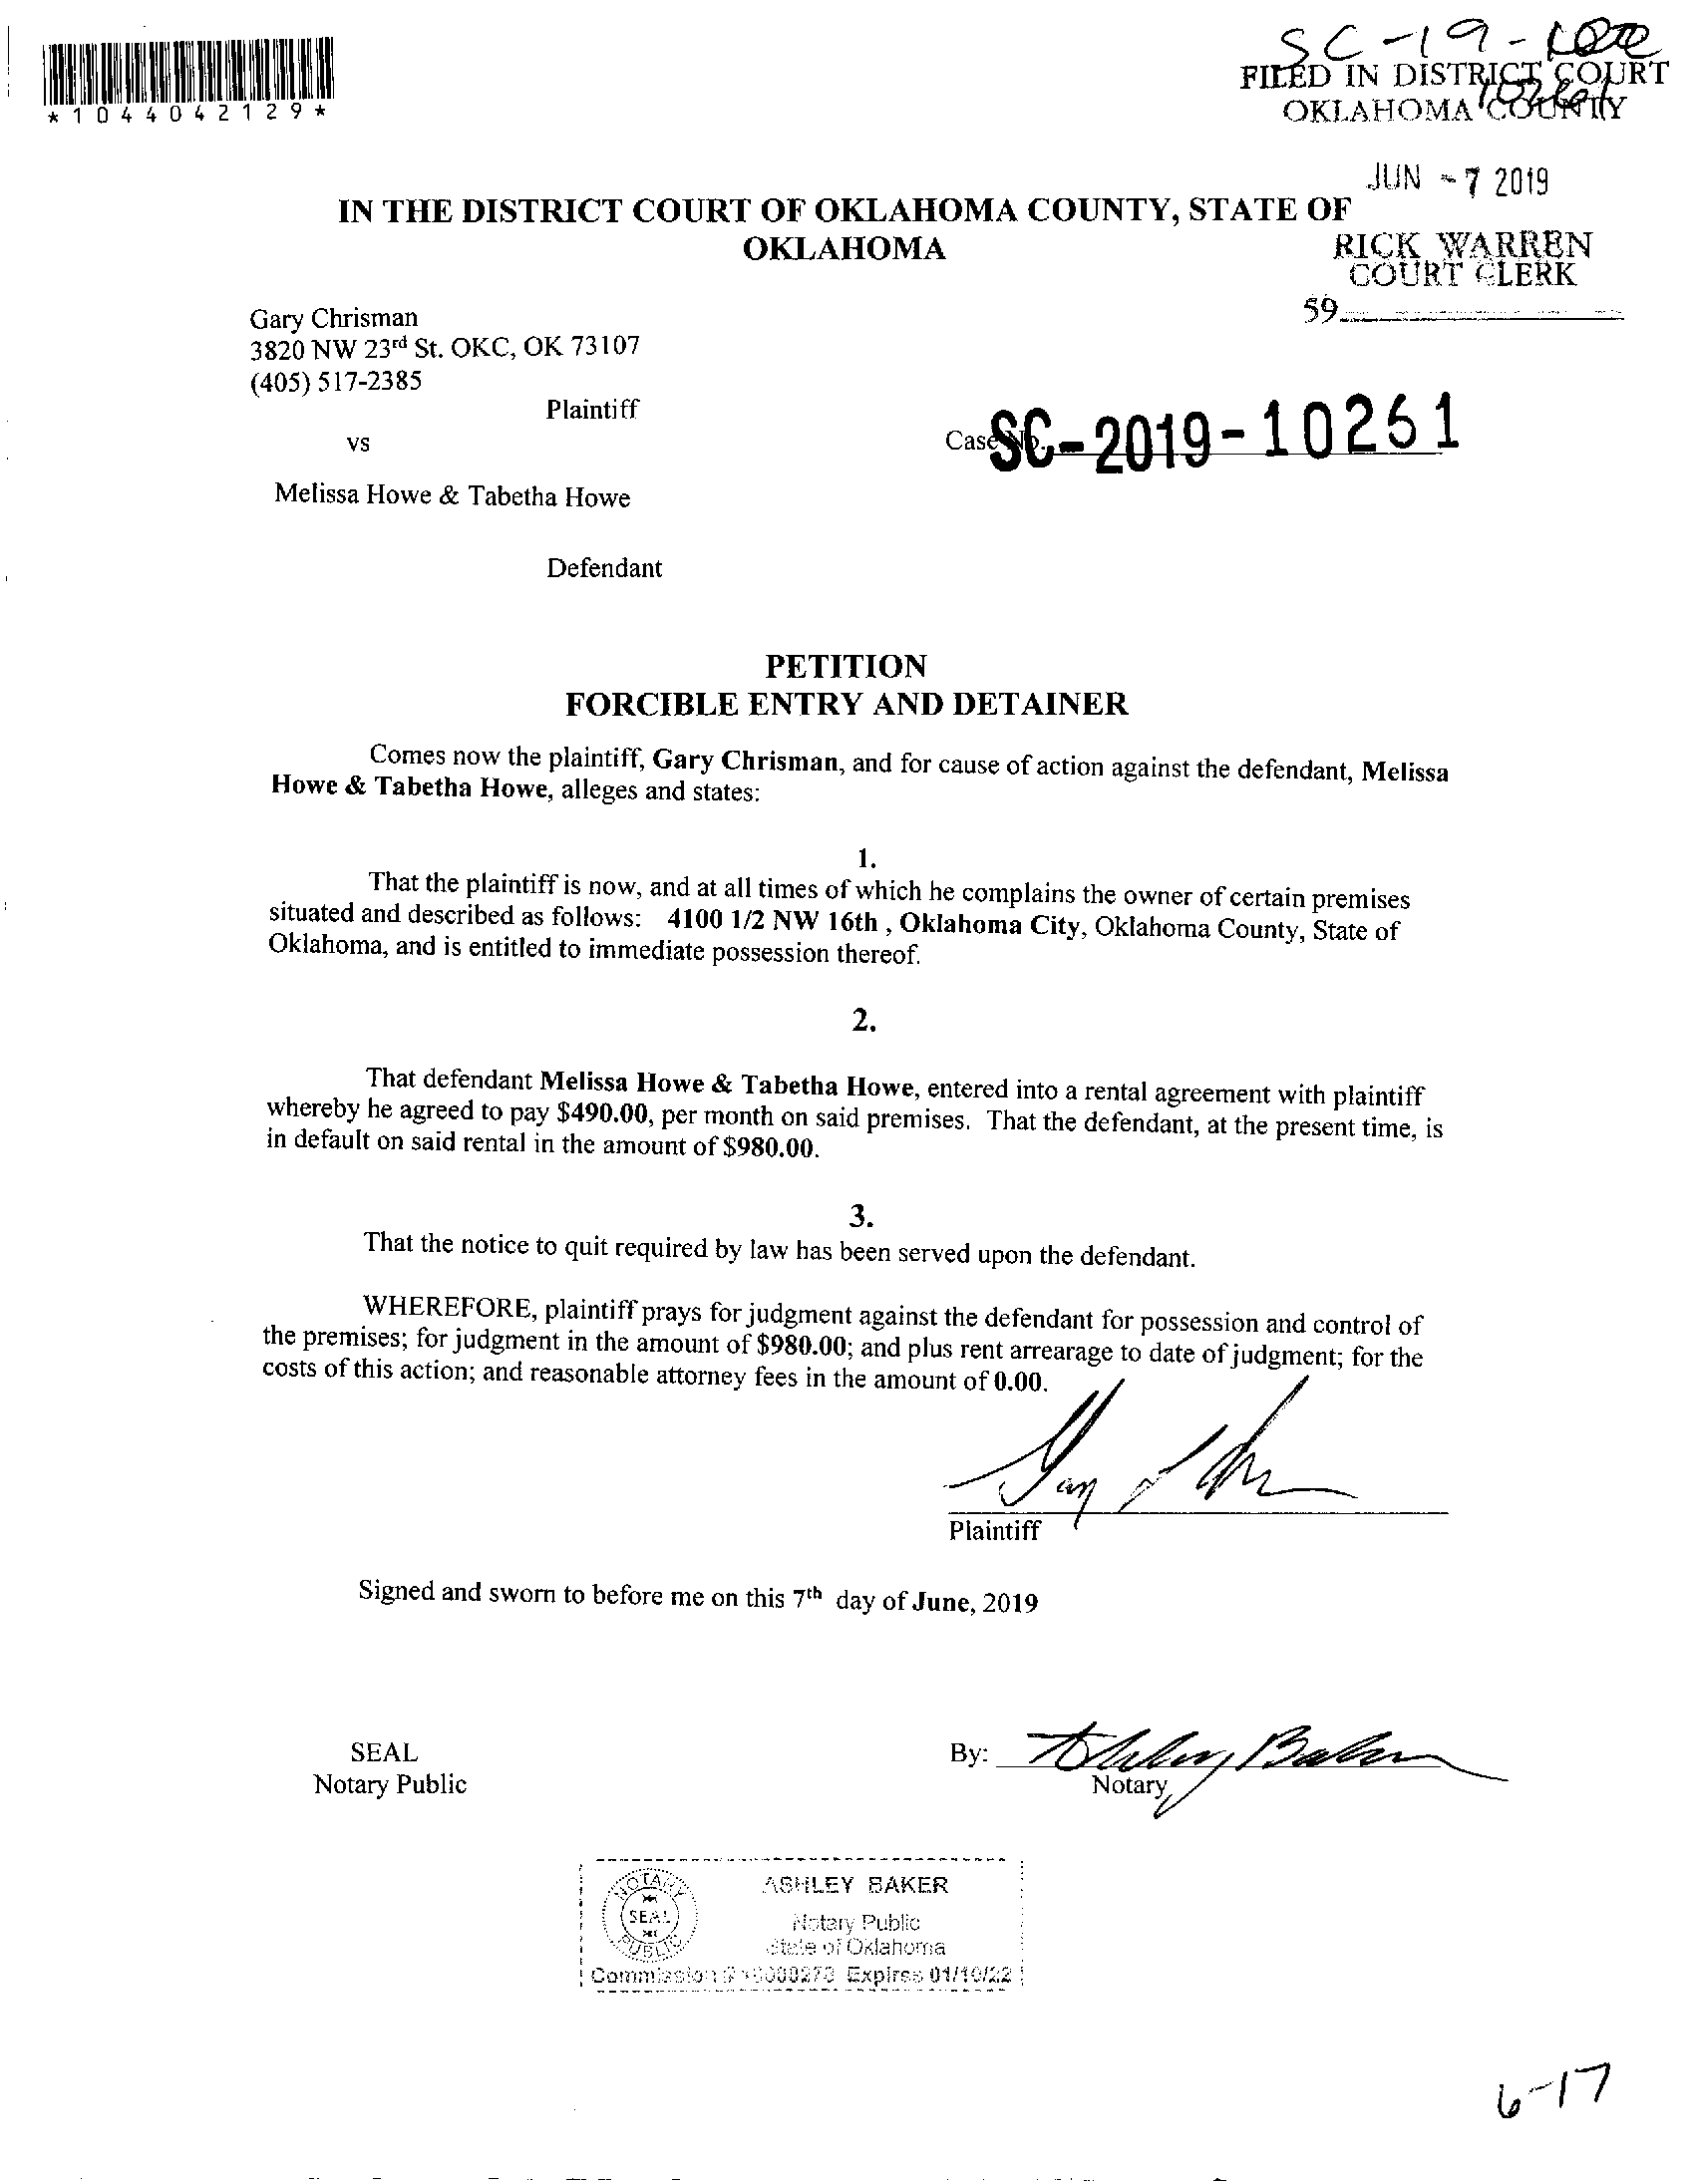 SC-19-
FILED IN DISTRICT COURT
OKLAHOMA COUNTY
10261
*1044042129*
JUN -7 2019
IN THE DISTRICT COURT OF OKLAHOMA COUNTY, STATE OF
OKLAHOMA
RICK WARREN
COURT CLERK
59
Gary Chrisman
3820 NW 23rd St. OKC, OK 73107
(405) 517-2385
Plaintiff
vs
Case No. SC-2019-10261
Melissa Howe & Tabetha Howe
Defendant
PETITION
FORCIBLE ENTRY AND DETAINER
Comes now the plaintiff, Gary Chrisman, and for cause of action against the defendant, Melissa
Howe & Tabetha Howe, alleges and states:
1.
That the plaintiff is now, and at all times of which he complains the owner of certain premises
situated and described as follows: 4100 1/2 NW 16th , Oklahoma City, Oklahoma County, State of
Oklahoma, and is entitled to immediate possession thereof.
2.
That defendant Melissa Howe & Tabetha Howe, entered into a rental agreement with plaintiff
whereby he agreed to pay $490.00, per month on said premises. That the defendant, at the present time, is
in default on said rental in the amount of $980.00.
3.
That the notice to quit required by law has been served upon the defendant.
WHEREFORE, plaintiff prays for judgment against the defendant for possession and control of
the premises; for judgment in the amount of $980.00; and plus rent arrearage to date of judgment; for the
costs of this action; and reasonable attorney fees in the amount of 0.00.
Plaintiff
Signed and sworn to before me on this 7th day of June, 2019
SEAL
Notary Public
By: Ashley Baker
Notary
NOTARY
SEAL
PUBLIC
ASHLEY BAKER
Notary Public
State of Oklahoma
Commission # Expires 01/10/22
6-17